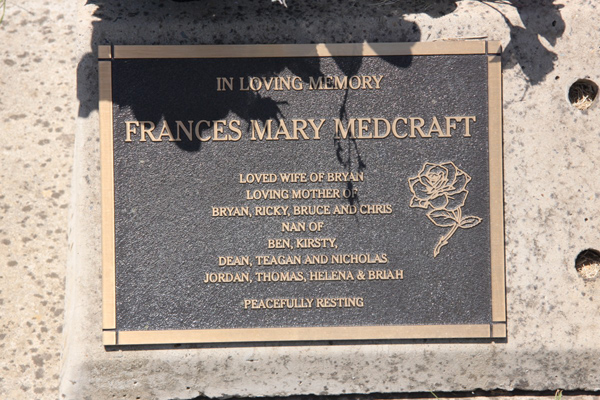 IN LOVING MEMORY
FRANCES MARY MEDCRAFT
LOVED WIFE OF BRYAN
LOVING MOTHER OF
BRYAN, RICKY, BRUCE AND CHRIS
NAN OF
BEN, KIRSTY,
DEAN, TEAGAN AND NICHOLAS
JORDAN, THOMAS, HELENA & BRIAH
PEACEFULLY RESTING